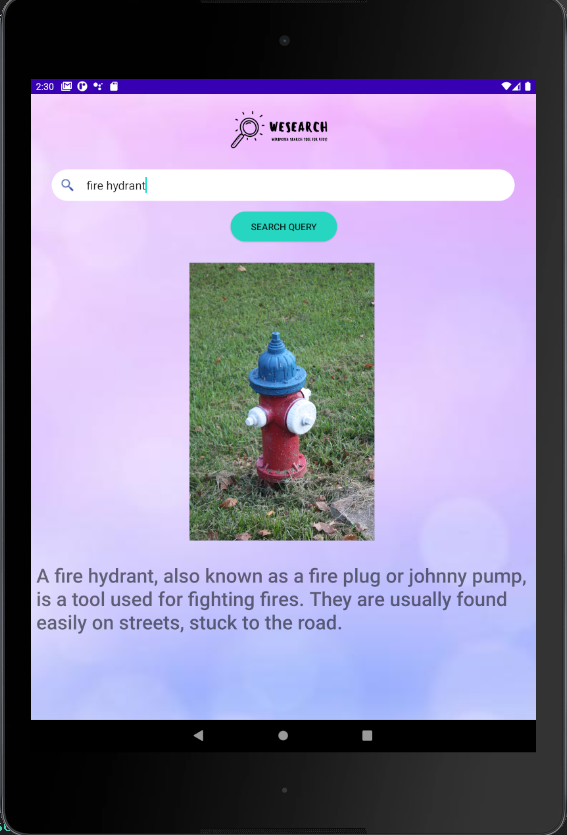 2:30
WESEARCH
fire hydrant
SEARCH QUERY
A fire hydrant, also known as a fire plug or johnny pump,
is a tool used for fighting fires. They are usually found
easily on streets, stuck to the road.